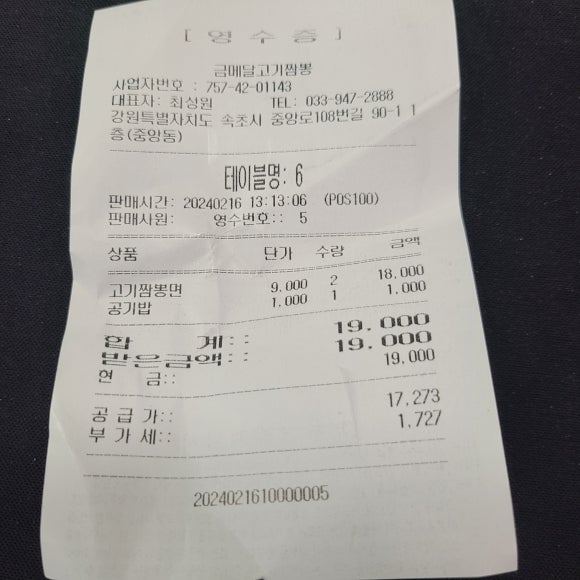 [ 영 수 증 ]
금메달고기짬뽕
사업자번호 : 757-42-01143
대표자: 최성원 TEL: 033-947-2888
강원특별자치도 속초시 중앙로108번길 90-1 1
층(중앙동)
테이블명: 6
판매시간: 20240216 13:13:06 (POS100)
판매사원: 영수번호:: 5
상품 단가 수량 금액
고기짬뽕면 9.000 2 18.000
공기밥 1.000 1 1.000
합 계:: 19.000
받은금액:: 19.000
현 금:: 19.000
공 급 가:: 17,273
부 가 세:: 1,727
2024021610000005